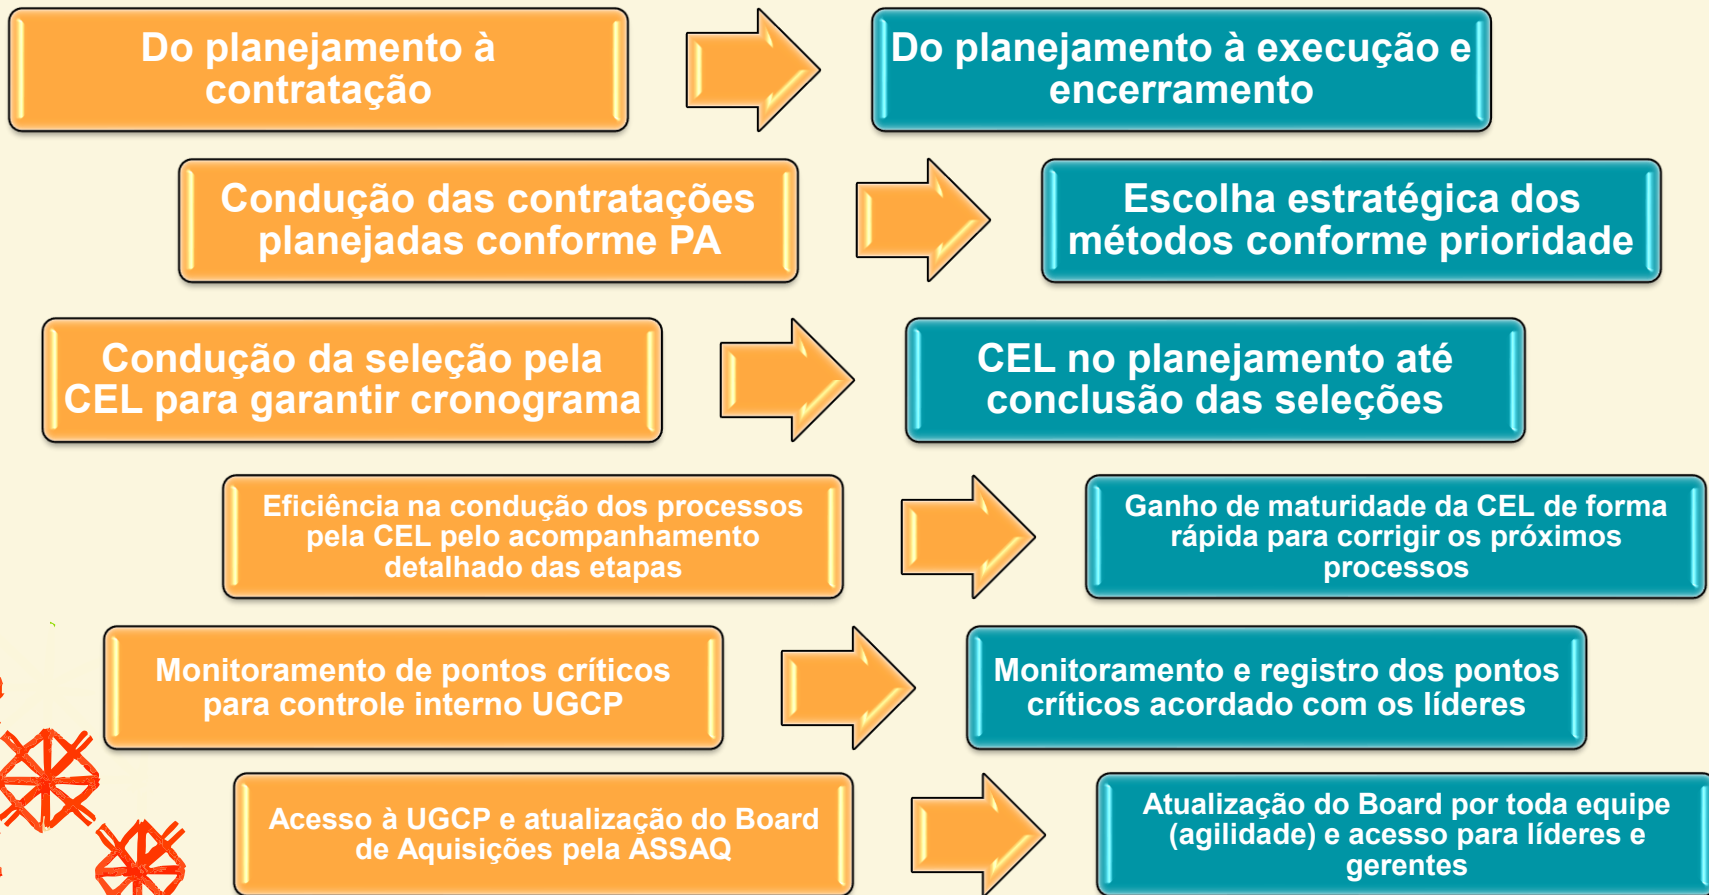 Do planejamento à
contratação
Do planejamento à execução e
encerramento
Condução das contratações
planejadas conforme PA
Escolha estratégica dos
métodos conforme prioridade
Condução da seleção pela
CEL para garantir cronograma
CEL no planejamento até
conclusão das seleções
Eficiência na condução dos processos
pela CEL pelo acompanhamento
detalhado das etapas
Ganho de maturidade da CEL de forma
rápida para corrigir os próximos
processos
Monitoramento de pontos críticos
para controle interno UGCP
Monitoramento e registro dos pontos
críticos acordado com os líderes
Acesso à UGCP e atualização do Board
de Aquisições pela ASSAQ
Atualização do Board por toda equipe
(agilidade) e acesso para líderes e
gerentes